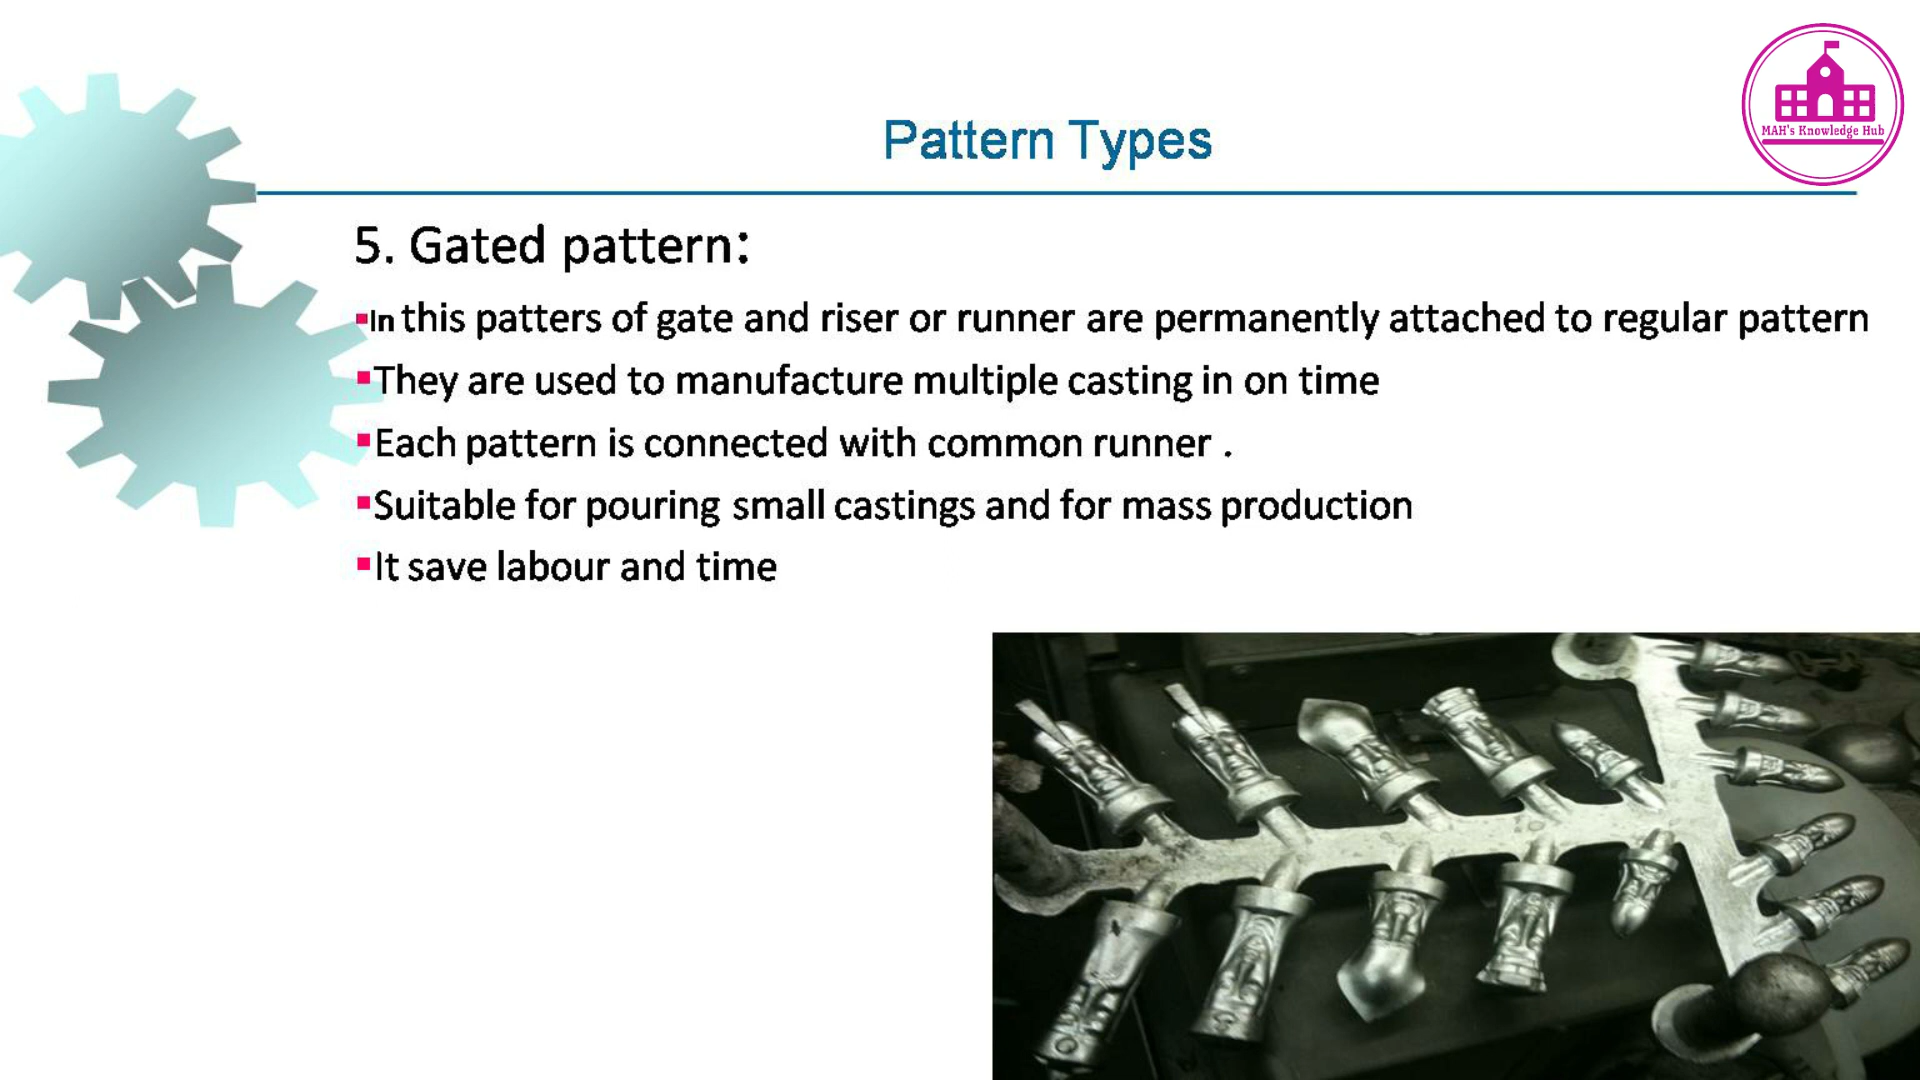 MAH's Knowledge Hub
Pattern Types
5. Gated pattern:
▪In this patters of gate and riser or runner are permanently attached to regular pattern
▪They are used to manufacture multiple casting in on time
▪Each pattern is connected with common runner .
▪Suitable for pouring small castings and for mass production
▪It save labour and time